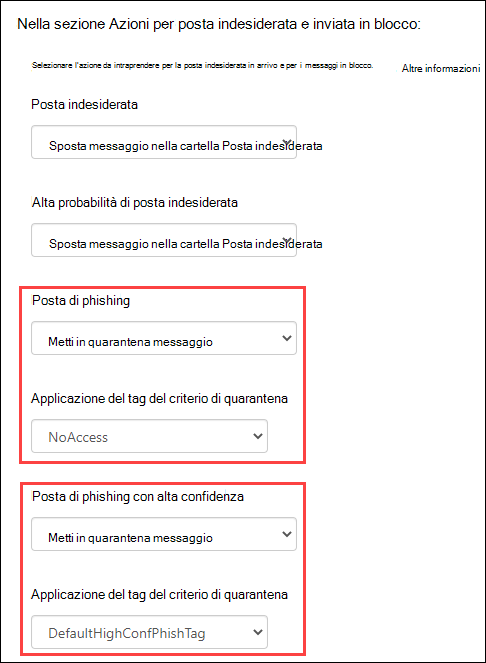 Nella sezione Azioni per posta indesiderata e inviata in blocco:
Selezionare l'azione da intraprendere per la posta indesiderata in arrivo e per i messaggi in blocco. Altre informazioni
Posta indesiderata
Sposta messaggio nella cartella Posta indesiderata
Alta probabilità di posta indesiderata
Sposta messaggio nella cartella Posta indesiderata
Posta di phishing
Metti in quarantena messaggio
Applicazione del tag del criterio di quarantena
NoAccess
Posta di phishing con alta confidenza
Metti in quarantena messaggio
Applicazione del tag del criterio di quarantena
DefaultHighConfPhishTag